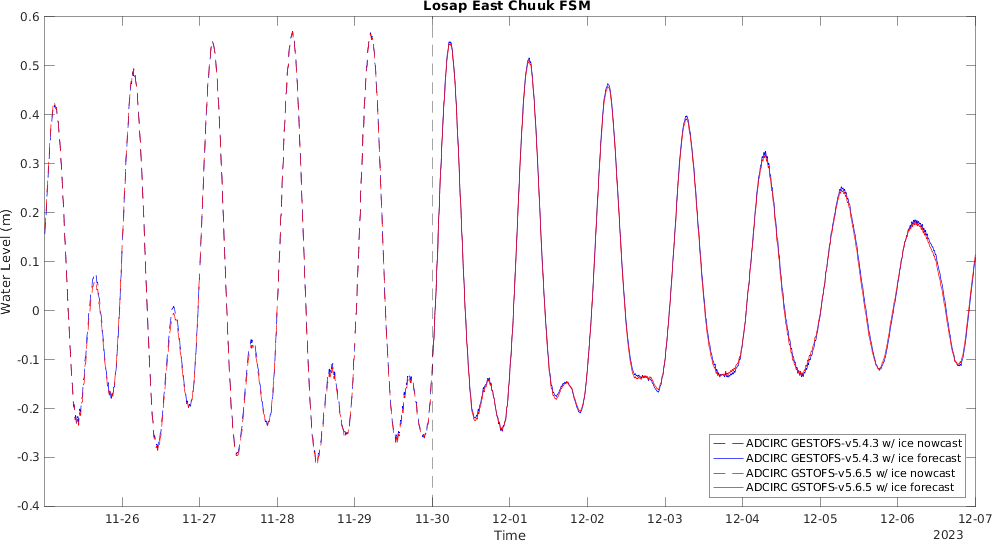 Losap East Chuuk FSM
0.6
0.5
0.4
0.3
0.2
0.1
0
-0.1
-0.2
-0.3
-0.4
Water Level (m)
ADCIRC GESTOFS-v5.4.3 w/ ice nowcast
ADCIRC GESTOFS-v5.4.3 w/ ice forecast
ADCIRC GSTOFS-v5.6.5 w/ ice nowcast
ADCIRC GSTOFS-v5.6.5 w/ ice forecast
11-26 11-27 11-28 11-29 11-30 12-01 12-02 12-03 12-04 12-05 12-06 12-07
Time
2023